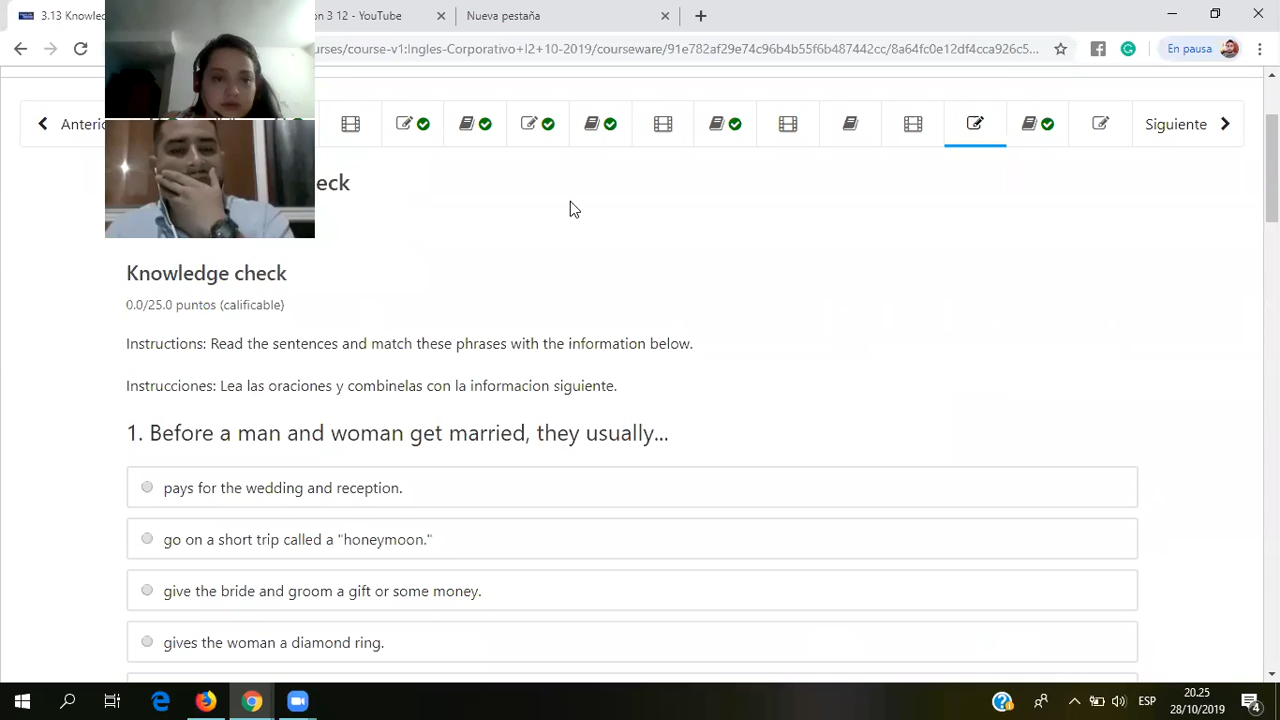 3.13 Knowled
on 3 12 - YouTube
Nueva pestaña
urses/course-v1:Ingles-Corporativo+I2+10-2019/courseware/91e782af29e74c96b4b55f6b487442cc/8a64fc0e12df4cca926c5...
En pausa
Anterio
Siguiente
eck
Knowledge check
0.0/25.0 puntos (calificable)
Instructions: Read the sentences and match these phrases with the information below.
Instrucciones: Lea las oraciones y combinelas con la informacion siguiente.
1. Before a man and woman get married, they usually...
pays for the wedding and reception.
go on a short trip called a "honeymoon."
give the bride and groom a gift or some money.
gives the woman a diamond ring.
ESP
20.25
28/10/2019
4